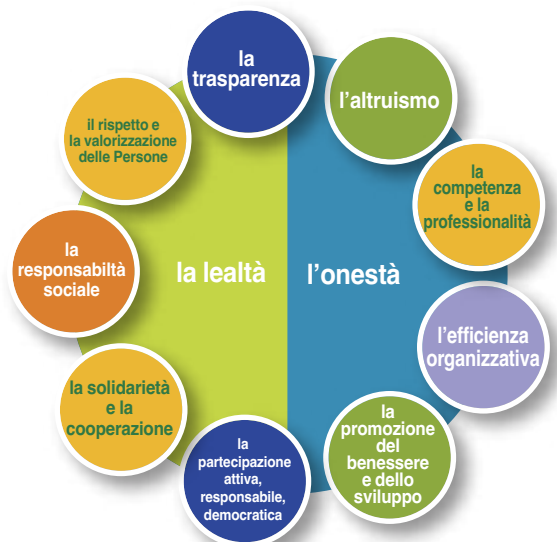 la
trasparenza
l'altruismo
il rispetto e
la valorizzazione
delle Persone
la
competenza
e la
professionalità
la
responsabiltà
sociale
la lealtà
l'onestà
l'efficienza
organizzativa
la solidarietà
e la
cooperazione
la
promozione
del
benessere
e dello
sviluppo
la
partecipazione
attiva,
responsabile,
democratica